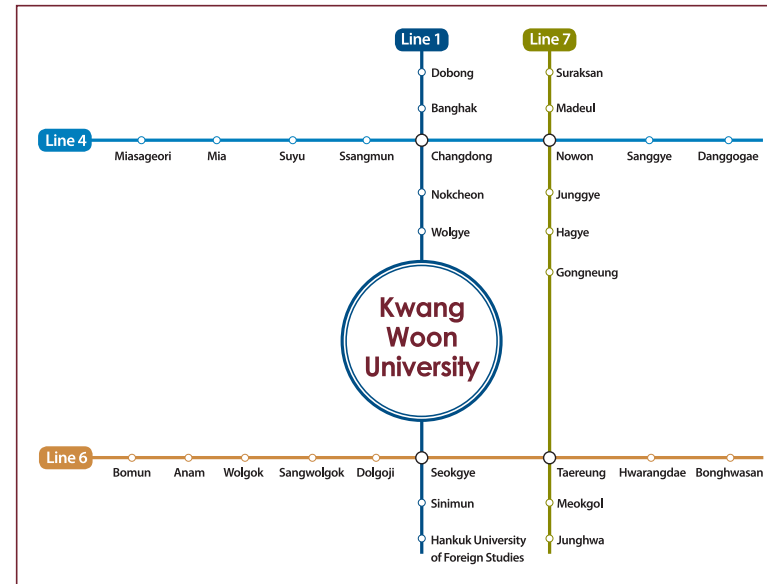 Line 1
Line 7
Dobong
Suraksan
Banghak
Madeul
Line 4
Miasageori
Mia
Suyu
Ssangmun
Changdong
Nowon
Sanggye
Danggogae
Nokcheon
Junggye
Wolgye
Hagye
Gongneung
Kwang
Woon
University
Line 6
Bomun
Anam
Wolgok
Sangwolgok
Dolgoji
Seokgye
Taereung
Hwarangdae
Bonghwasan
Sinimun
Meokgol
Hankuk University
of Foreign Studies
Junghwa